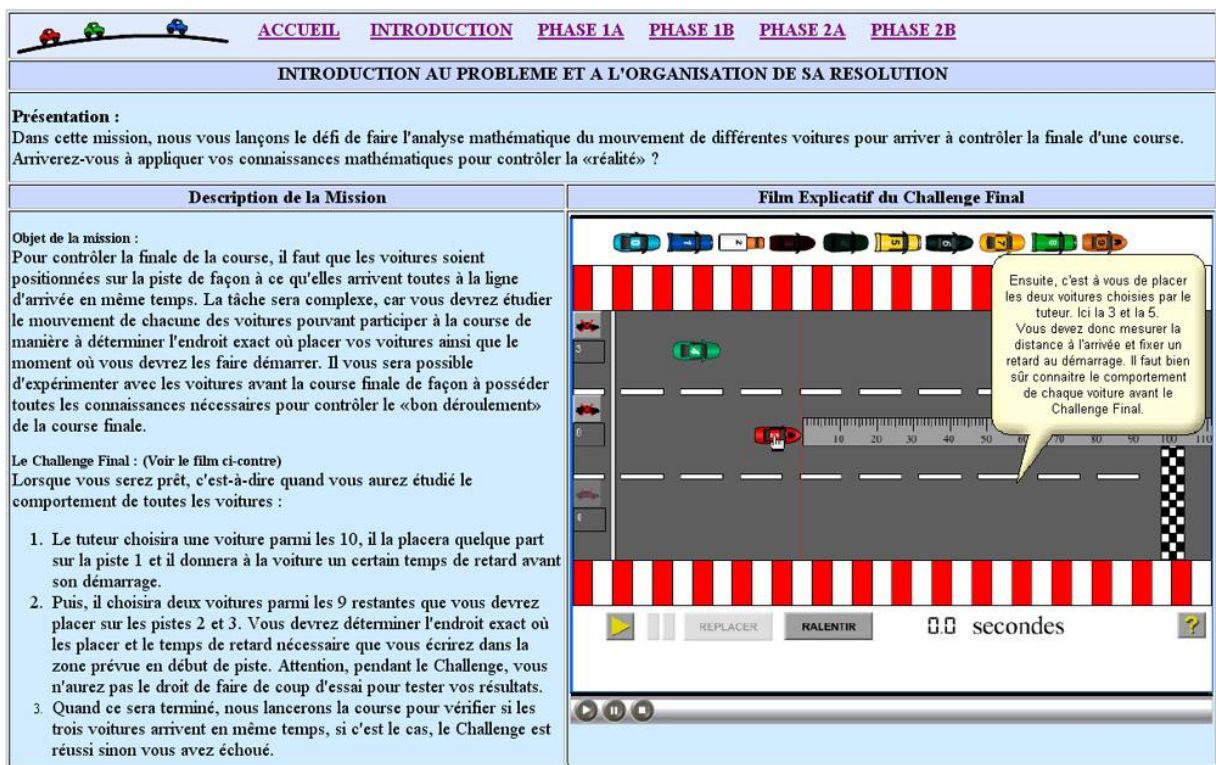 ACCUEIL INTRODUCTION PHASE 1A PHASE 1B PHASE 2A PHASE 2B
INTRODUCTION AU PROBLEME ET A L'ORGANISATION DE SA RESOLUTION
Présentation :
Dans cette mission, nous vous lançons le défi de faire l'analyse mathématique du mouvement de différentes voitures pour arriver à contrôler la finale d'une course.
Arriverez-vous à appliquer vos connaissances mathématiques pour contrôler la «réalité» ?
Description de la Mission
Objet de la mission :
Pour contrôler la finale de la course, il faut que les voitures soient
positionnées sur la piste de façon à ce qu'elles arrivent toutes à la ligne
d'arrivée en même temps. La tâche sera complexe, car vous devrez étudier
le mouvement de chacune des voitures pouvant participer à la course de
manière à déterminer l'endroit exact où placer vos voitures ainsi que le
moment où vous devrez les faire démarrer. Il vous sera possible
d'expérimenter avec les voitures avant la course finale de façon à posséder
toutes les connaissances nécessaires pour contrôler le «bon déroulement»
de la course finale.
Le Challenge Final : (Voir le film ci-contre)
Lorsque vous serez prêt, c'est-à-dire quand vous aurez étudié le
comportement de toutes les voitures :
1. Le tuteur choisira une voiture parmi les 10, il la placera quelque part
sur la piste 1 et il donnera à la voiture un certain temps de retard avant
son démarrage.
2. Puis, il choisira deux voitures parmi les 9 restantes que vous devrez
placer sur les pistes 2 et 3. Vous devrez déterminer l'endroit exact où
les placer et le temps de retard nécessaire que vous écrirez dans la
zone prévue en début de piste. Attention, pendant le Challenge, vous
n'aurez pas le droit de faire de coup d'essai pour tester vos résultats.
3. Quand ce sera terminé, nous lancerons la course pour vérifier si les
trois voitures arrivent en même temps, si c'est le cas, le Challenge est
réussi sinon vous avez échoué.
Film Explicatif du Challenge Final
0 1 2 5 6 7 8 9
Ensuite, c'est à vous de placer
les deux voitures choisies par le
tuteur. Ici la 3 et la 5.
Vous devez donc mesurer la
distance à l'arrivée et fixer un
retard au démarrage. Il faut bien
sûr connaitre le comportement
de chaque voiture avant le
Challenge Final.
3
4
0
10 20 30 40 50 60 70 80 90 100 110
0
REPLACER RALENTIR 0.0 secondes ?